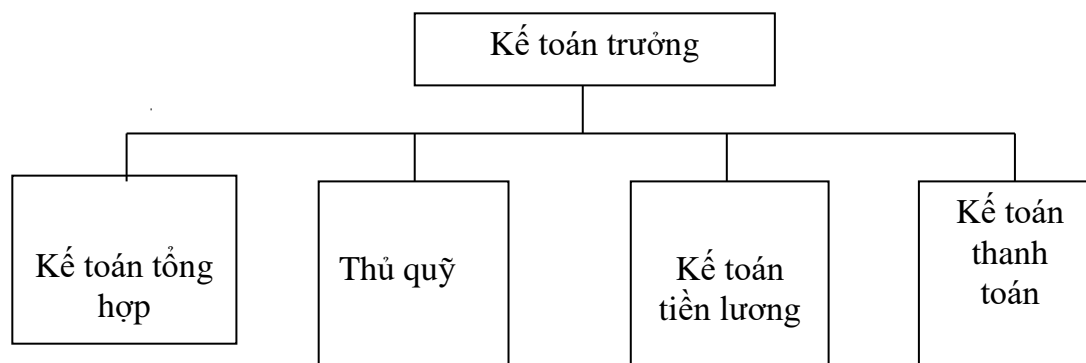 Kế toán trưởng
Kế toán tổng
hợp
Thủ quỹ
Kế toán
tiền lương
Kế toán
thanh
toán